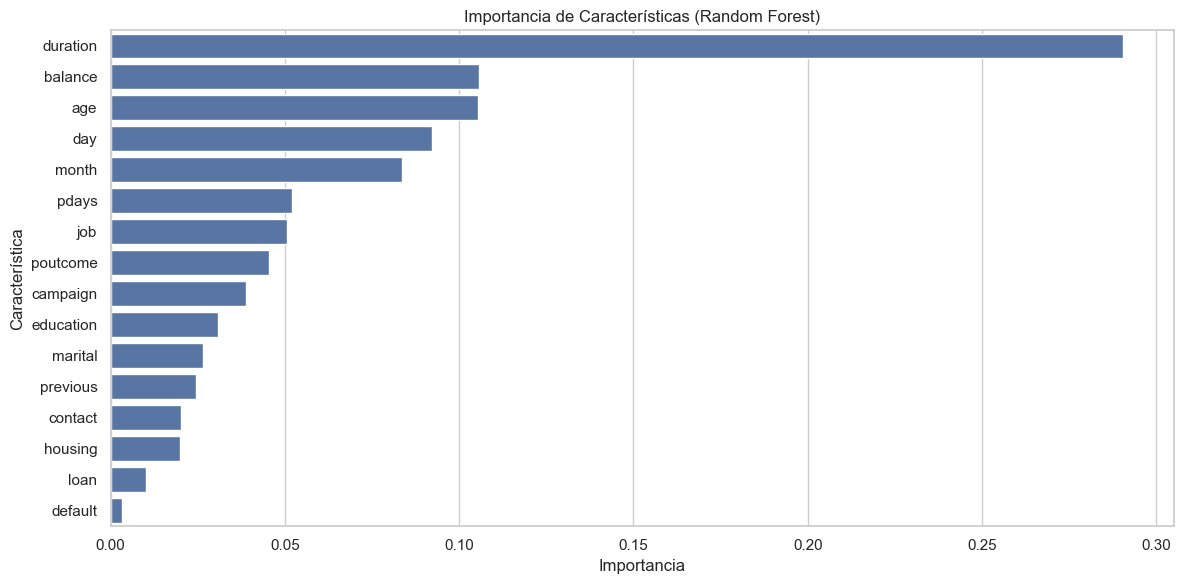 Importancia de Características (Random Forest)
Característica
duration
balance
age
day
month
pdays
job
poutcome
campaign
education
marital
previous
contact
housing
loan
default
0.00 0.05 0.10 0.15 0.20 0.25 0.30
Importancia